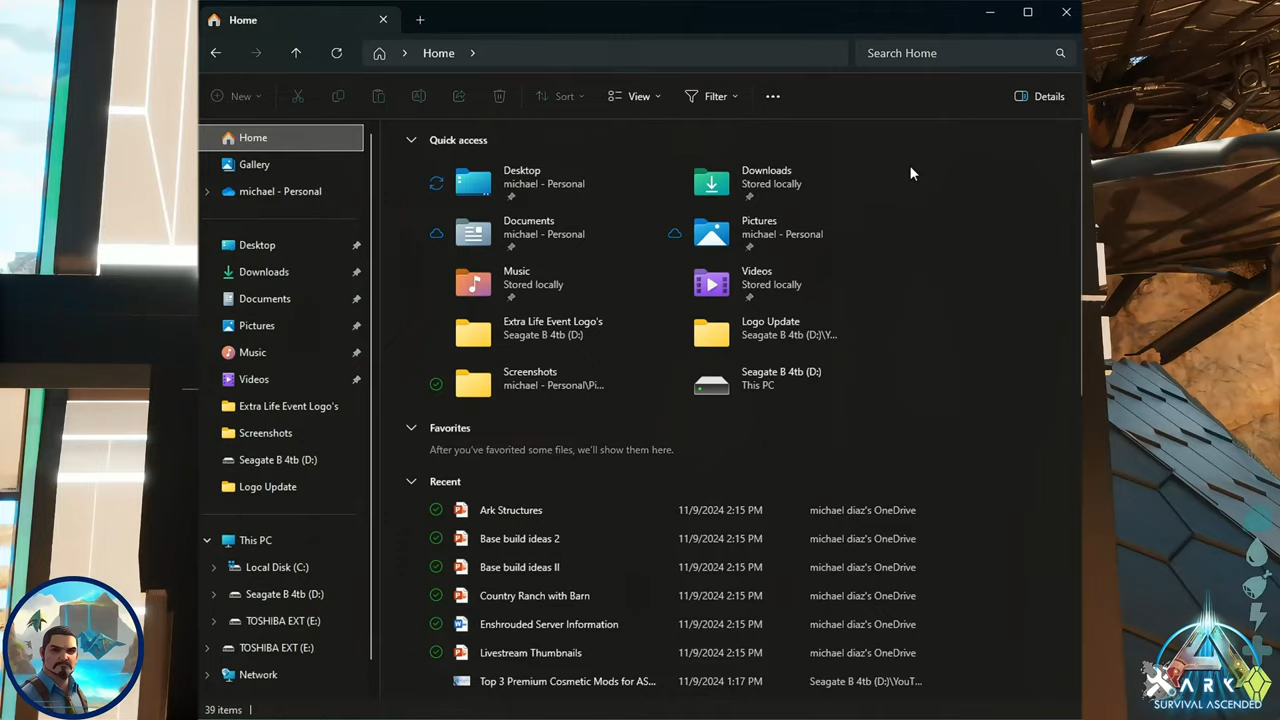 Home
Home
Search Home
New
Sort
View
Filter
Details
Home
Gallery
michael - Personal
Desktop
Downloads
Documents
Pictures
Music
Videos
Extra Life Event Logo's
Screenshots
Seagate B 4tb (D:)
Logo Update
This PC
Local Disk (C:)
Seagate B 4tb (D:)
TOSHIBA EXT (E:)
TOSHIBA EXT (E:)
Network
39 items
Quick access
Desktop
michael - Personal
Downloads
Stored locally
Documents
michael - Personal
Pictures
michael - Personal
Music
Stored locally
Videos
Stored locally
Extra Life Event Logo's
Seagate B 4tb (D:)
Logo Update
Seagate B 4tb (D:)\Y...
Screenshots
michael - Personal\Pi...
Seagate B 4tb (D:)
This PC
Favorites
After you've favorited some files, we'll show them here.
Recent
Ark Structures 11/9/2024 2:15 PM michael diaz's OneDrive
Base build ideas 2 11/9/2024 2:15 PM michael diaz's OneDrive
Base build ideas II 11/9/2024 2:15 PM michael diaz's OneDrive
Country Ranch with Barn 11/9/2024 2:15 PM michael diaz's OneDrive
Enshrouded Server Information 11/9/2024 2:15 PM michael diaz's OneDrive
Livestream Thumbnails 11/9/2024 2:15 PM michael diaz's OneDrive
Top 3 Premium Cosmetic Mods for AS... 11/9/2024 1:17 PM Seagate B 4tb (D:)\YouT...
ARK
SURVIVAL ASCENDED